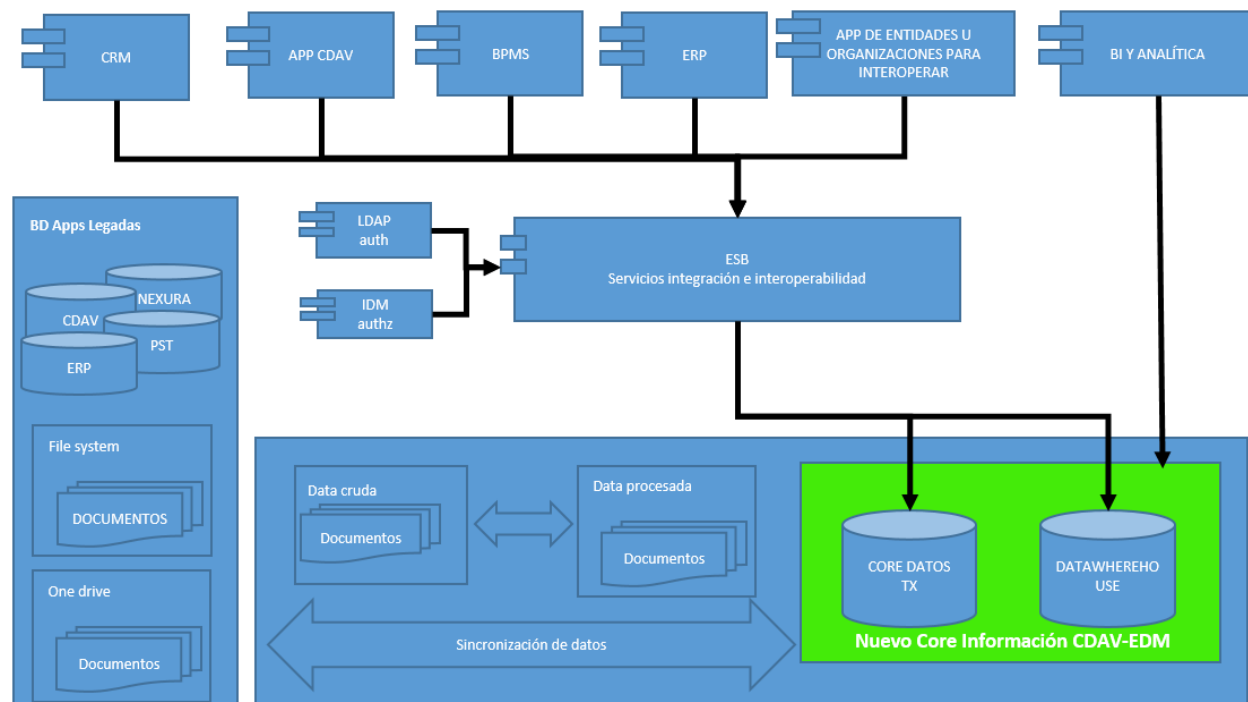 CRM
APP CDAV
BPMS
ERP
APP DE ENTIDADES U
ORGANIZACIONES PARA
INTEROPERAR
BI Y ANALÍTICA
BD Apps Legadas
NEXURA
CDAV
PST
ERP
File system
DOCUMENTOS
One drive
Documentos
LDAP
auth
IDM
authz
ESB
Servicios integración e interoperabilidad
Data cruda
Documentos
Data procesada
Documentos
Sincronización de datos
CORE DATOS
TX
DATAWHEREHO
USE
Nuevo Core Información CDAV-EDM